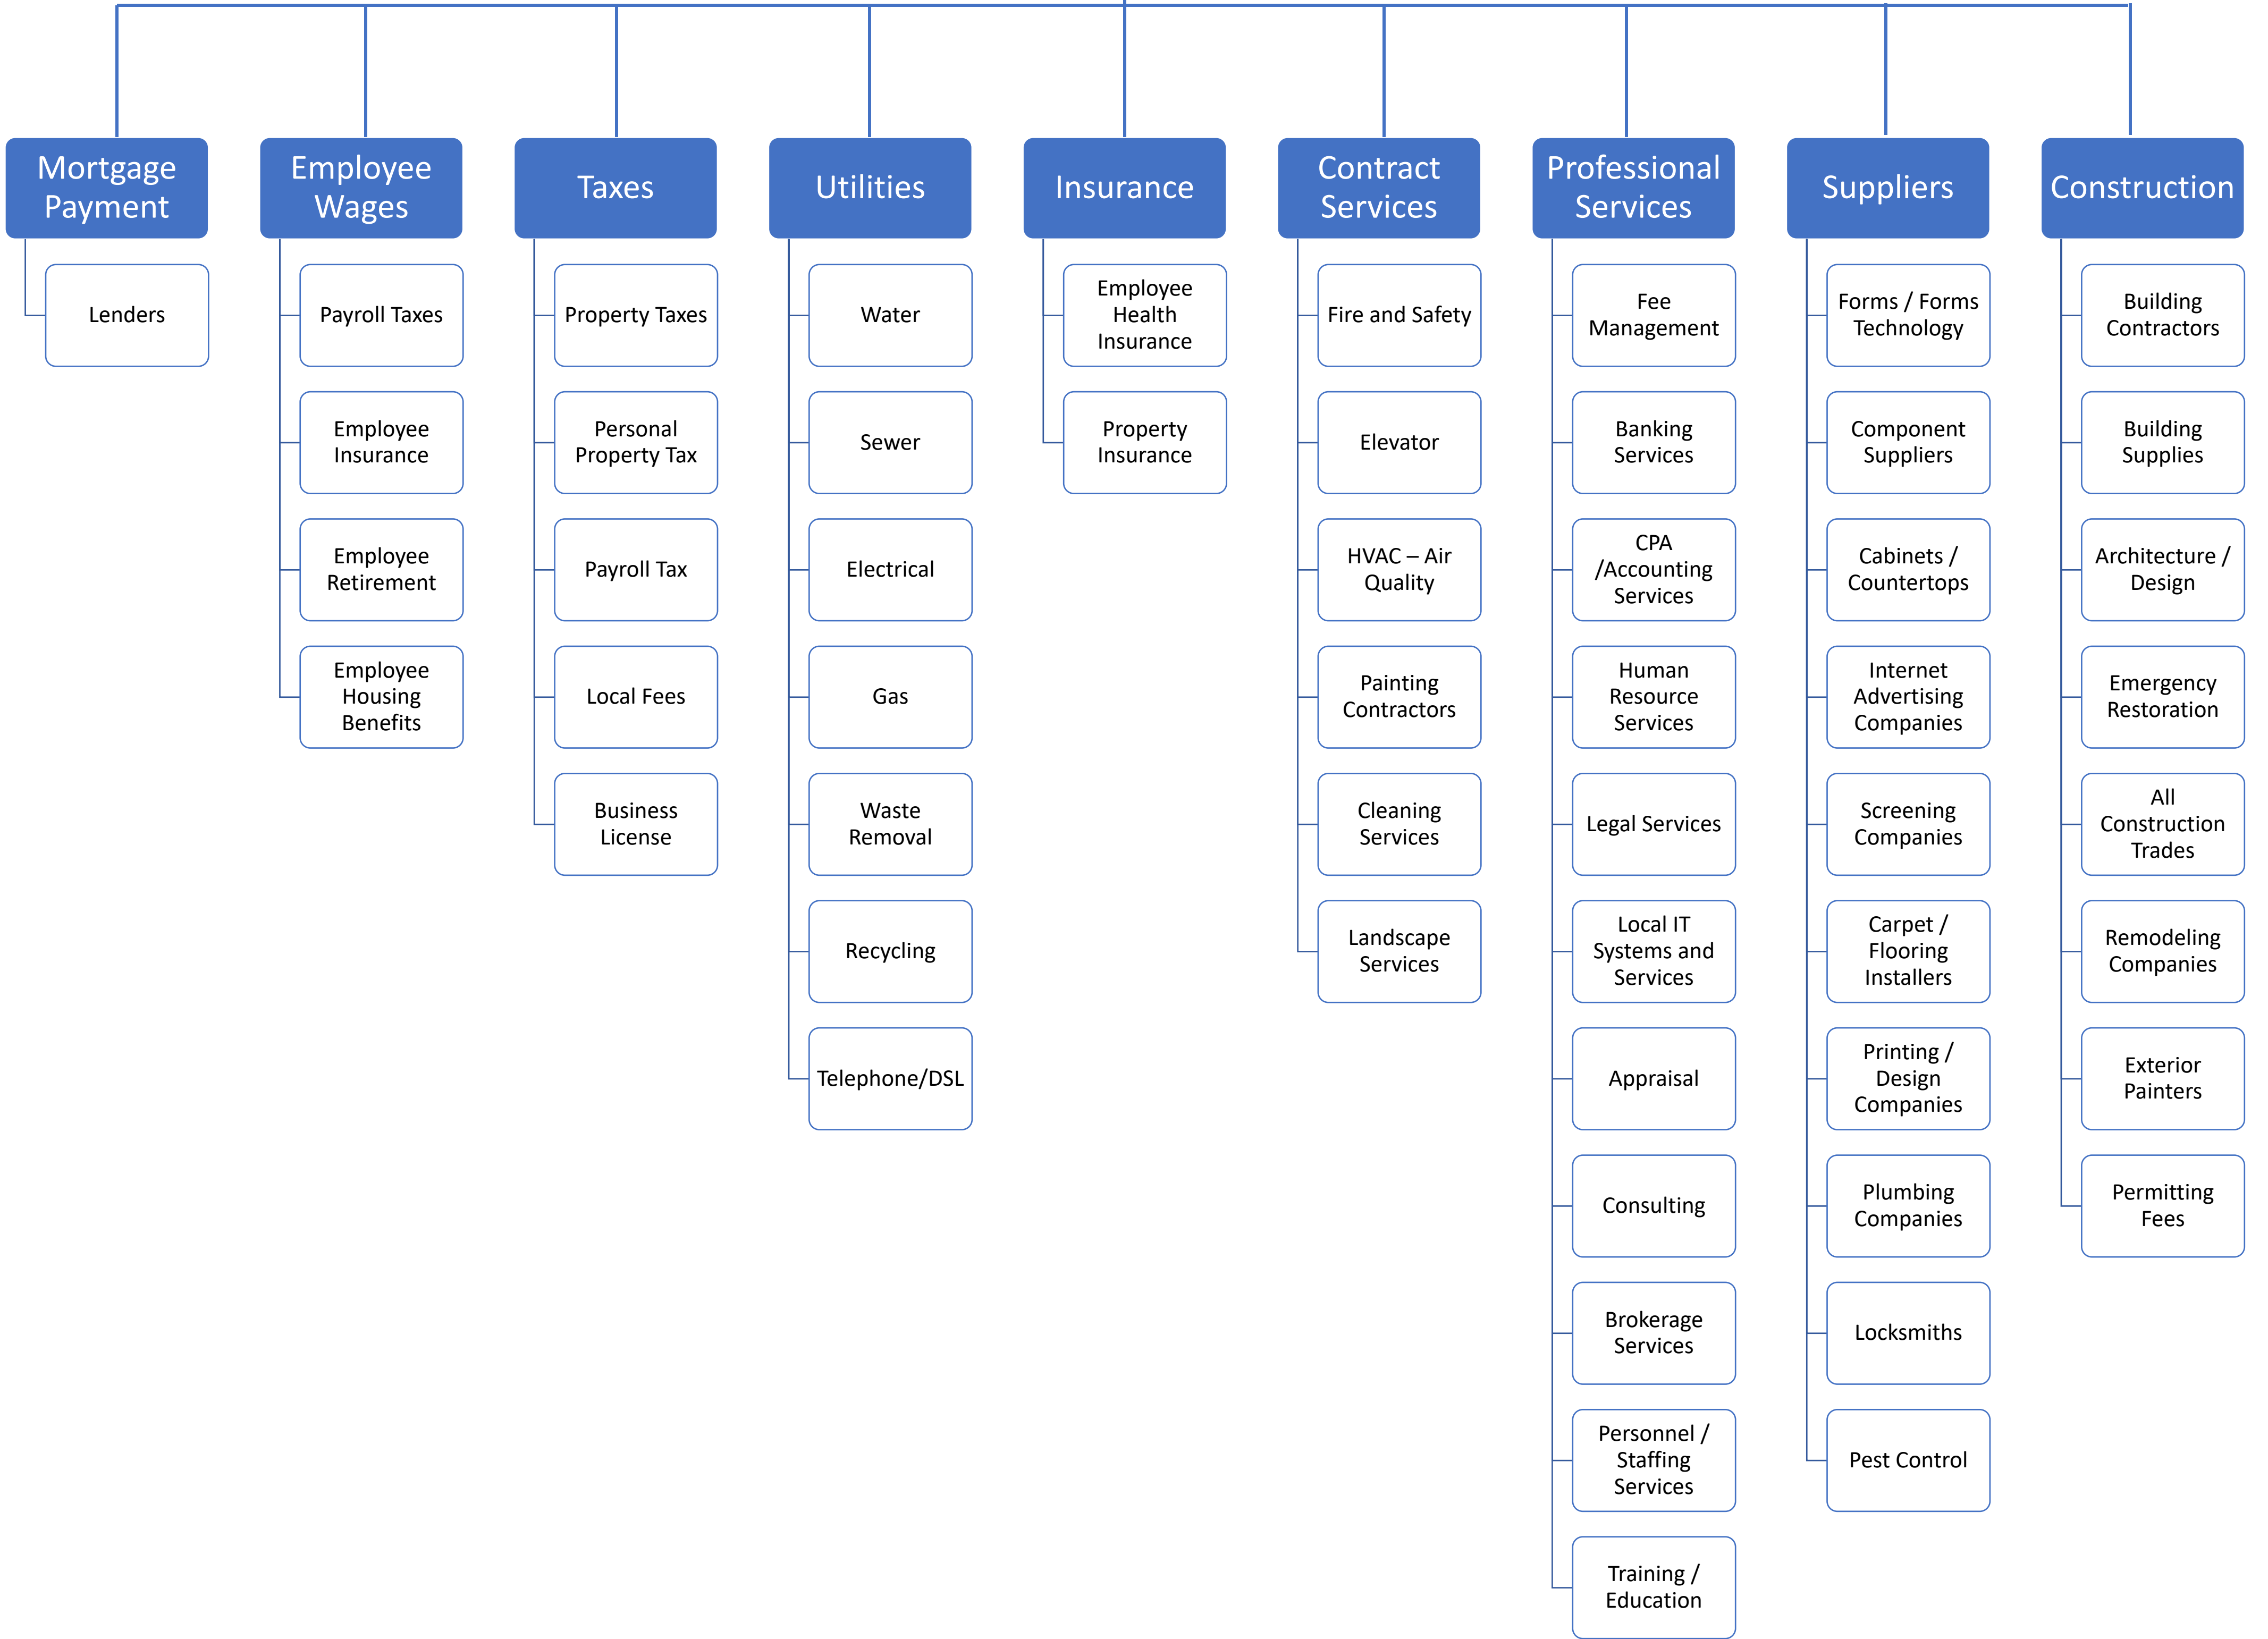 Mortgage
Payment
Lenders
Employee
Wages
Payroll Taxes
Employee
Insurance
Employee
Retirement
Employee
Housing
Benefits
Taxes
Property Taxes
Personal
Property Tax
Payroll Tax
Local Fees
Business
License
Utilities
Water
Sewer
Electrical
Gas
Waste
Removal
Recycling
Telephone/DSL
Insurance
Employee
Health
Insurance
Property
Insurance
Contract
Services
Fire and Safety
Elevator
HVAC – Air
Quality
Painting
Contractors
Cleaning
Services
Landscape
Services
Professional
Services
Fee
Management
Banking
Services
CPA
/Accounting
Services
Human
Resource
Services
Legal Services
Local IT
Systems and
Services
Appraisal
Consulting
Brokerage
Services
Personnel /
Staffing
Services
Training /
Education
Suppliers
Forms / Forms
Technology
Component
Suppliers
Cabinets /
Countertops
Internet
Advertising
Companies
Screening
Companies
Carpet /
Flooring
Installers
Printing /
Design
Companies
Plumbing
Companies
Locksmiths
Pest Control
Construction
Building
Contractors
Building
Supplies
Architecture /
Design
Emergency
Restoration
All
Construction
Trades
Remodeling
Companies
Exterior
Painters
Permitting
Fees